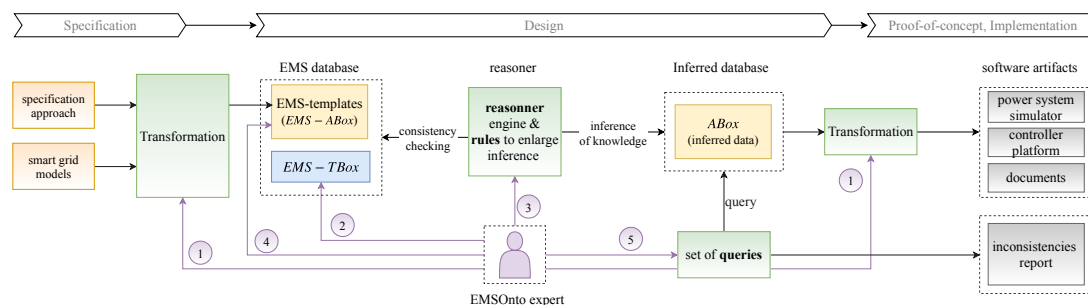 Specification
Design
Proof-of-concept, Implementation
EMS database
reasoner
Inferred database
software artifacts
specification
approach
smart grid
models
Transformation
EMS-templates
(EMS − ABox)
EMS − TBox
consistency
checking
reasonner
engine &
rules to enlarge
inference
inference
of knowledge
ABox
(inferred data)
Transformation
power system
simulator
controller
platform
documents
1
4
2
3
5
1
query
set of queries
inconsistencies
report
EMSOnto expert